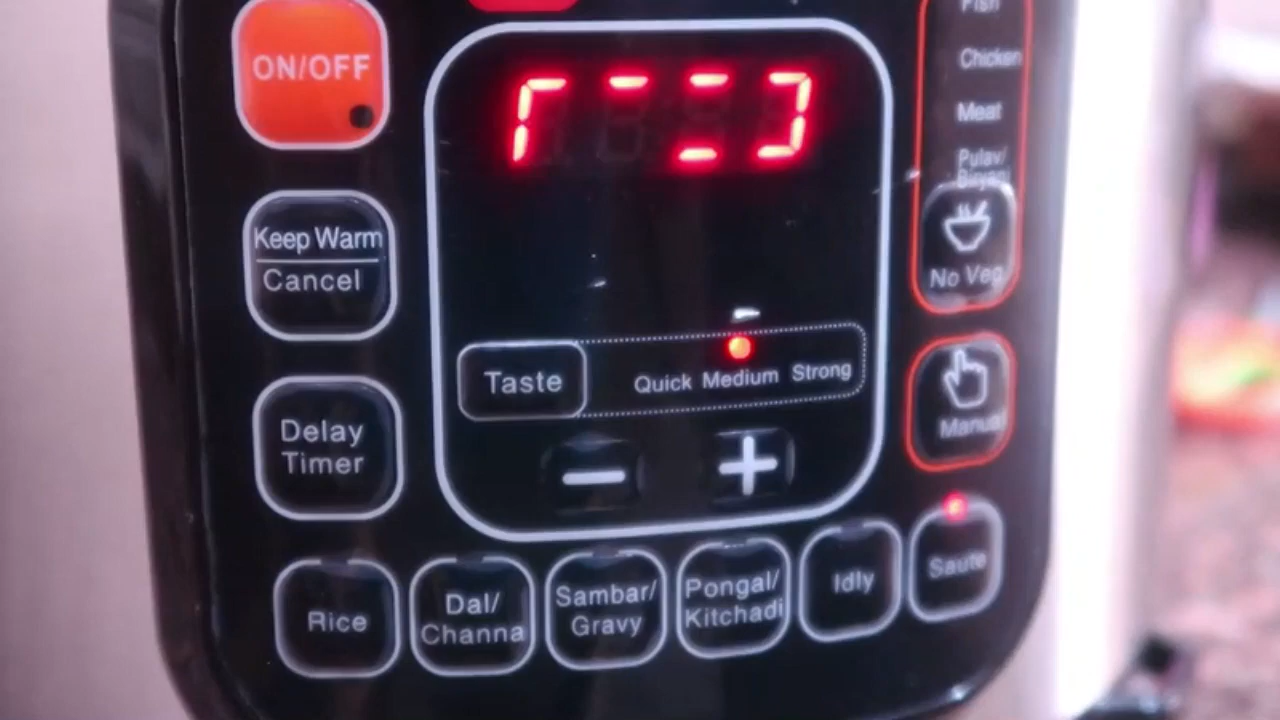 ON/OFF
Keep Warm
Cancel
Delay
Timer
Fish
Chicken
Meat
Pulav/
Biryani
No Veg
Manual
Taste
Quick Medium Strong
− +
Rice
Dal/
Channa
Sambar/
Gravy
Pongal/
Kitchadi
Idly
Saute